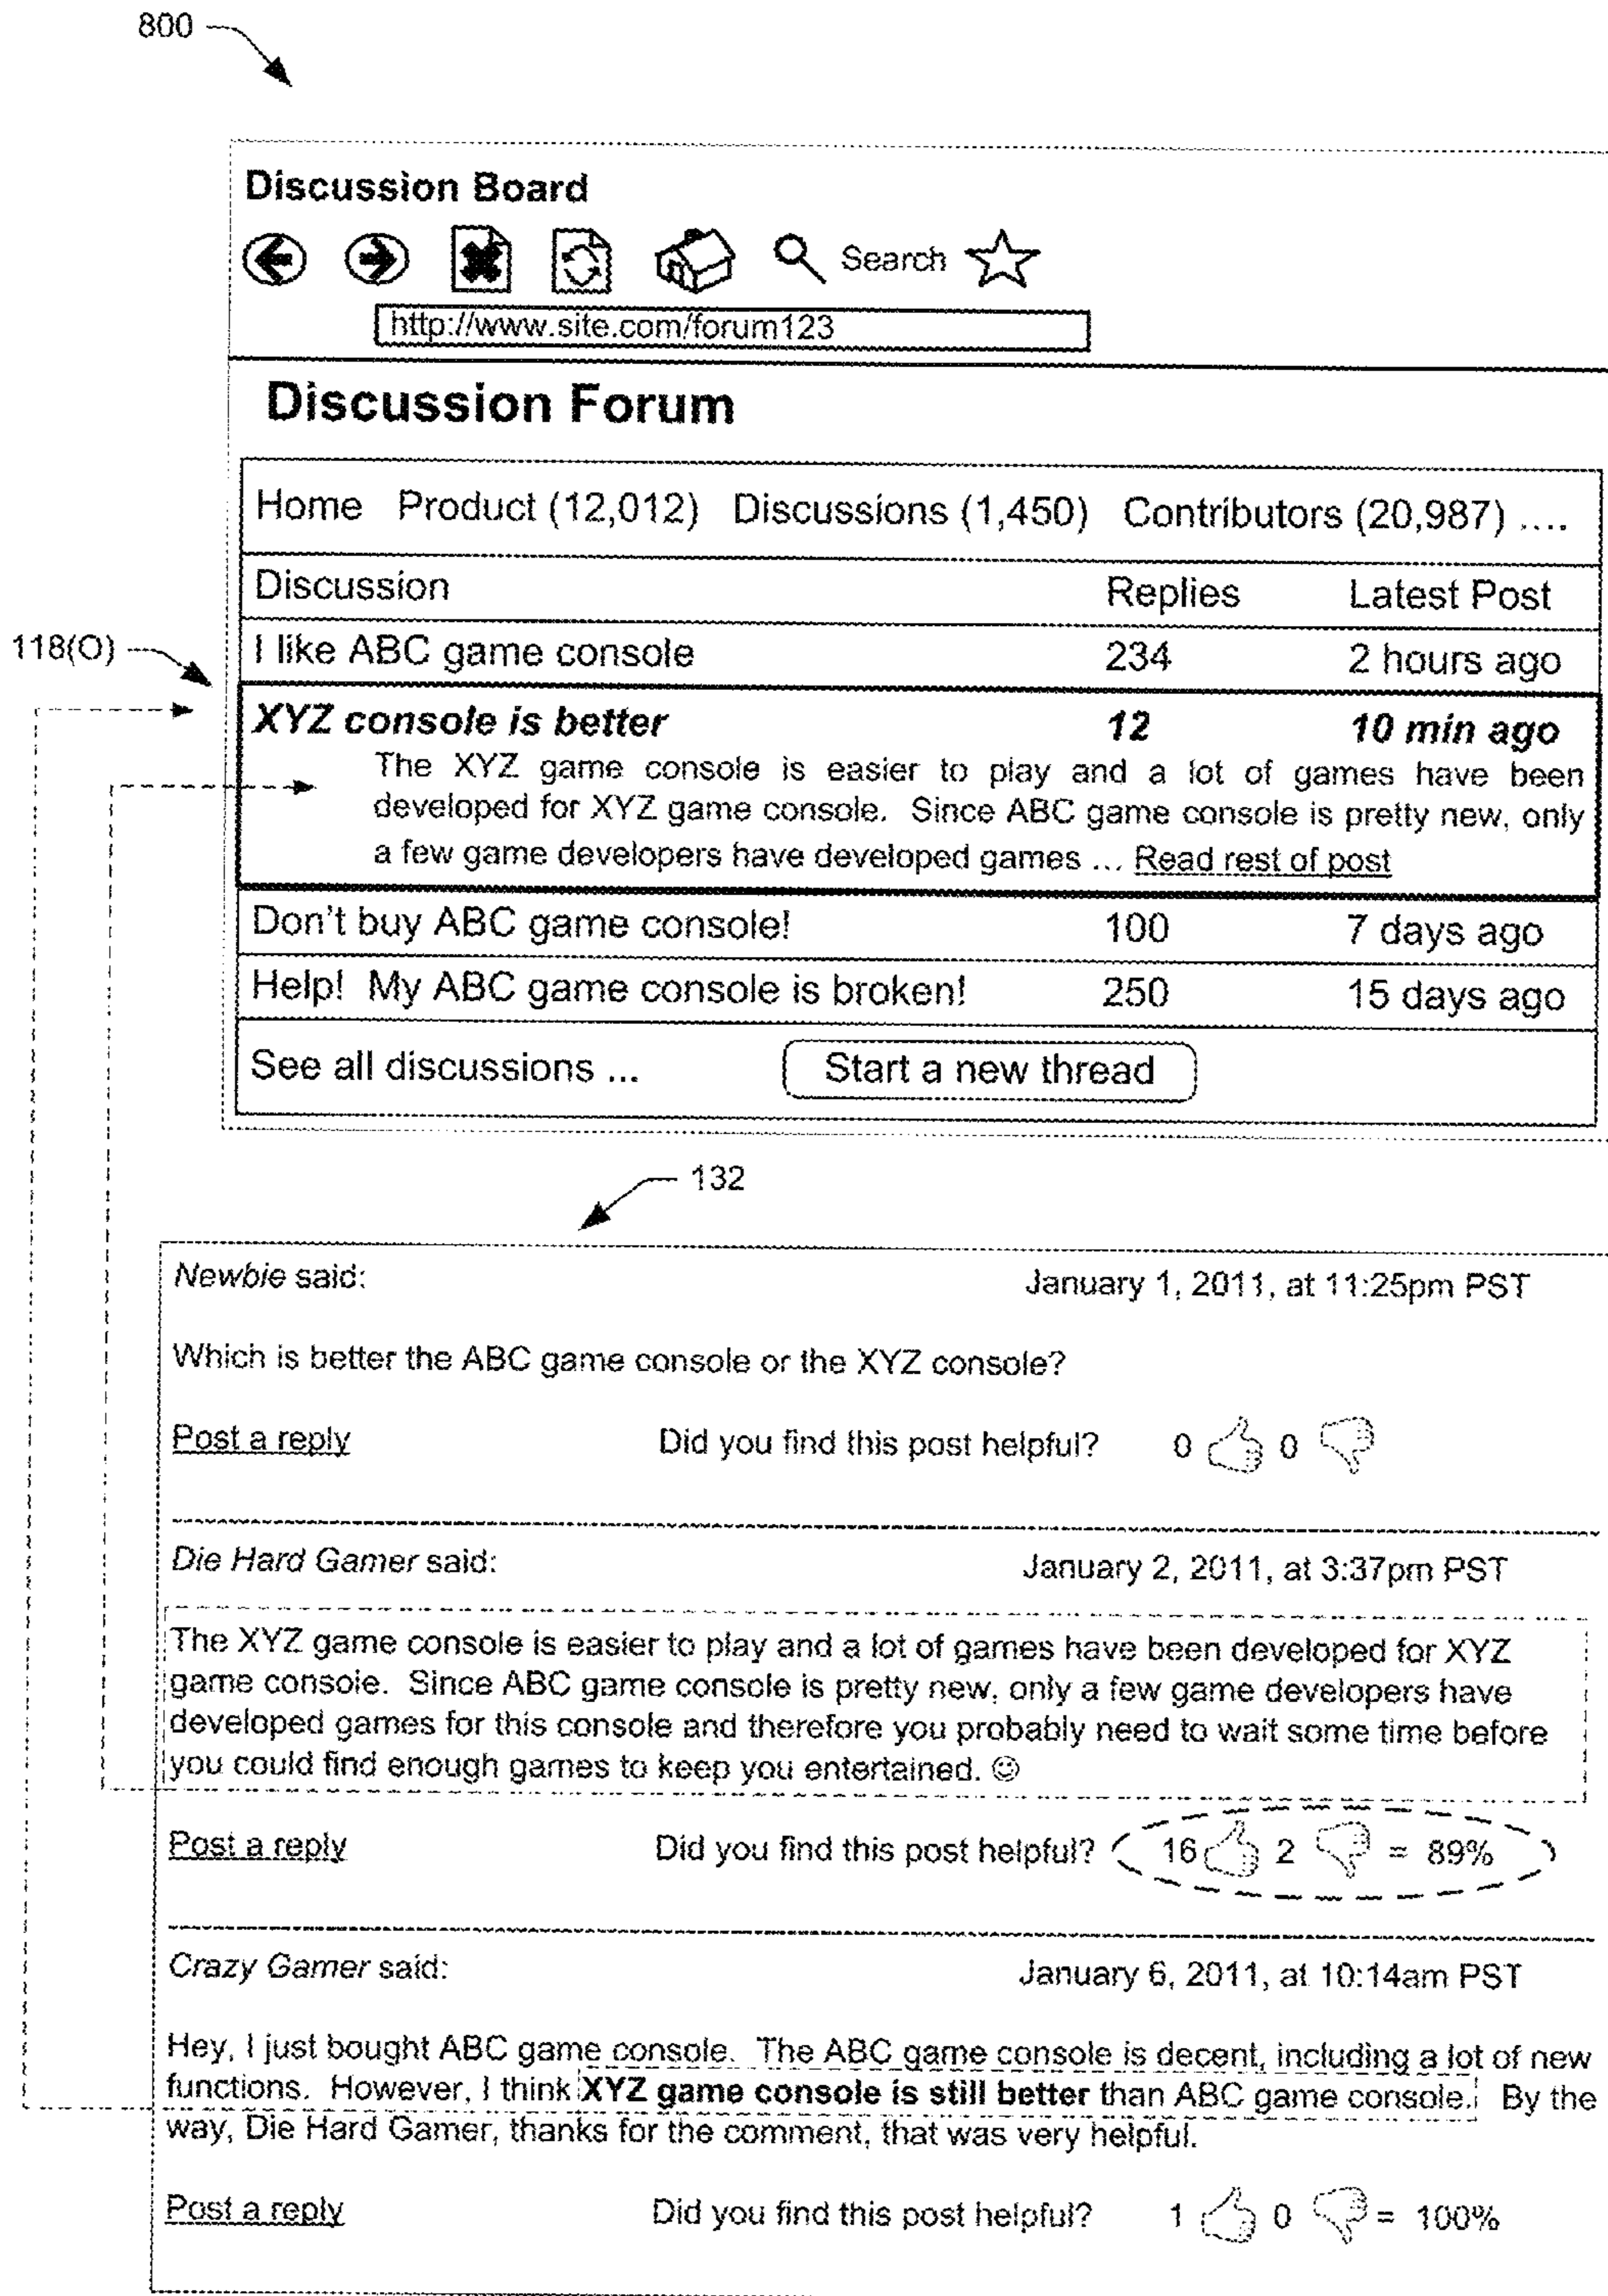 800
Discussion Board
Search
http://www.site.com/forum123
Discussion Forum
Home Product (12,012) Discussions (1,450) Contributors (20,987) ....
Discussion Replies Latest Post
118(O)
I like ABC game console 234 2 hours ago
XYZ console is better 12 10 min ago
The XYZ game console is easier to play and a lot of games have been
developed for XYZ game console. Since ABC game console is pretty new, only
a few game developers have developed games ... Read rest of post
Don't buy ABC game console! 100 7 days ago
Help! My ABC game console is broken! 250 15 days ago
See all discussions ... Start a new thread
132
Newbie said: January 1, 2011, at 11:25pm PST
Which is better the ABC game console or the XYZ console?
Post a reply Did you find this post helpful? 0 0
Die Hard Gamer said: January 2, 2011, at 3:37pm PST
The XYZ game console is easier to play and a lot of games have been developed for XYZ
game console. Since ABC game console is pretty new, only a few game developers have
developed games for this console and therefore you probably need to wait some time before
you could find enough games to keep you entertained. ☺
Post a reply Did you find this post helpful? 16 2 = 89%
Crazy Gamer said: January 6, 2011, at 10:14am PST
Hey, I just bought ABC game console. The ABC game console is decent, including a lot of new
functions. However, I think XYZ game console is still better than ABC game console. By the
way, Die Hard Gamer, thanks for the comment, that was very helpful.
Post a reply Did you find this post helpful? 1 0 = 100%